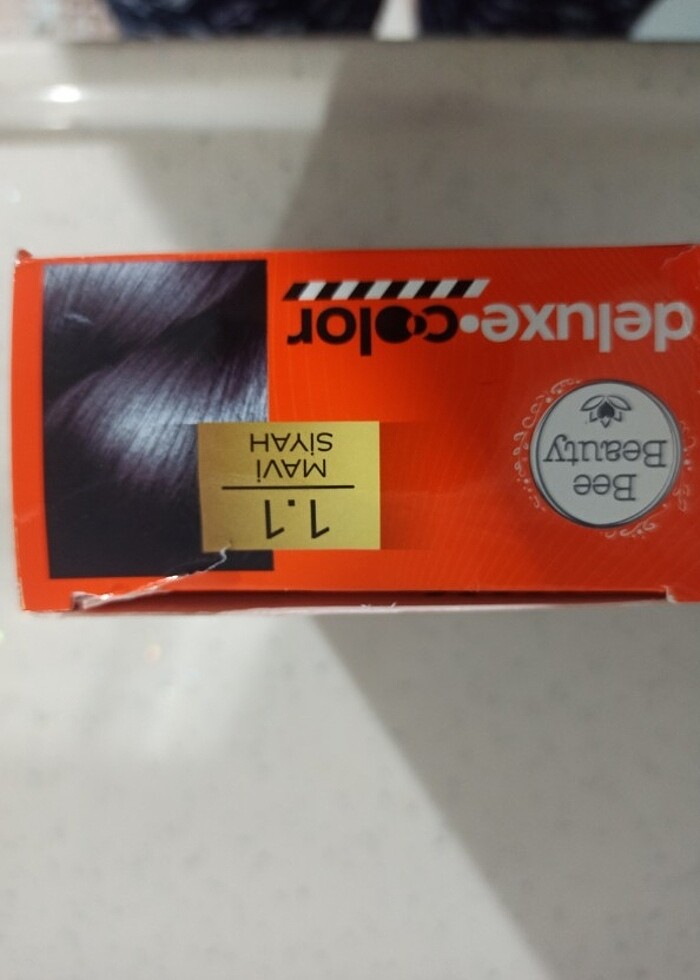 deluxe•color
Bee
Beauty
1.1
MAVİ
SİYAH